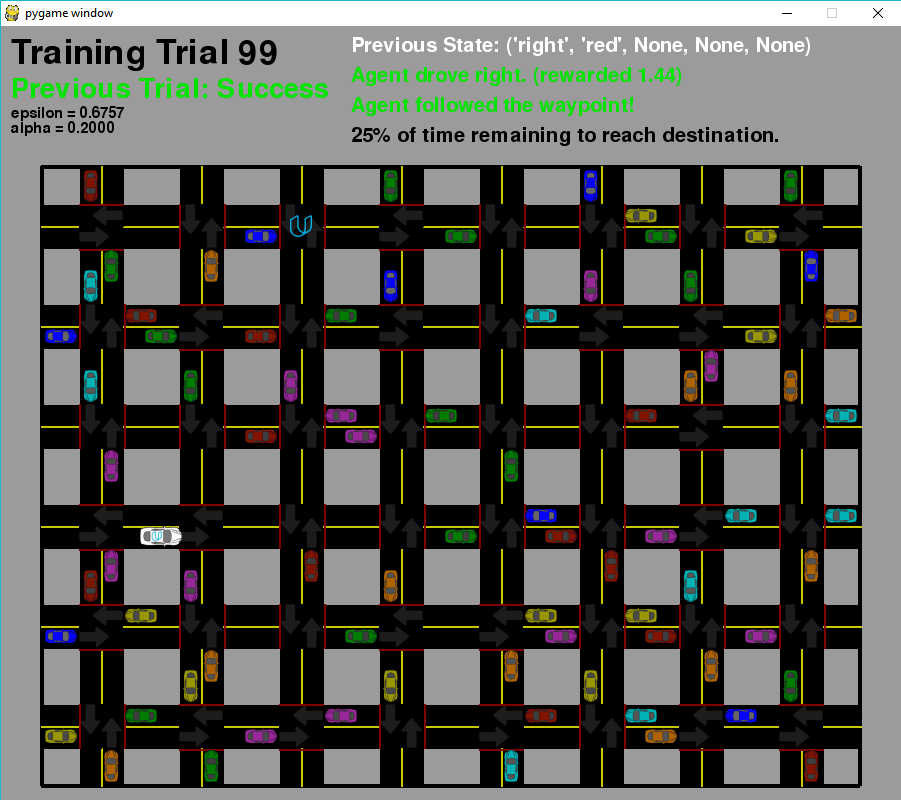 pygame window
Training Trial 99
Previous Trial: Success
epsilon = 0.6757
alpha = 0.2000
Previous State: ('right', 'red', None, None, None)
Agent drove right. (rewarded 1.44)
Agent followed the waypoint!
25% of time remaining to reach destination.